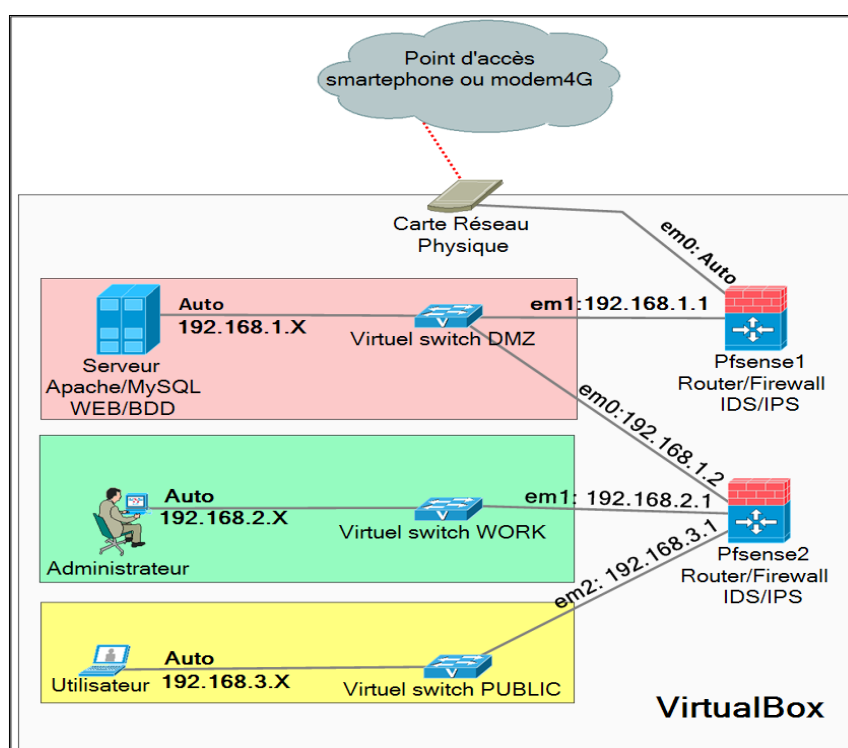 Point d'accès
smartephone ou modem4G
Carte Réseau
Physique
em0: Auto
Auto
192.168.1.X
em1:192.168.1.1
Serveur
Apache/MySQL
WEB/BDD
Virtuel switch DMZ
Pfsense1
Router/Firewall
IDS/IPS
em0:192.168.1.2
Auto
192.168.2.X
em1: 192.168.2.1
Administrateur
Virtuel switch WORK
Pfsense2
Router/Firewall
IDS/IPS
em2: 192.168.3.1
Auto
192.168.3.X
Utilisateur
Virtuel switch PUBLIC
VirtualBox